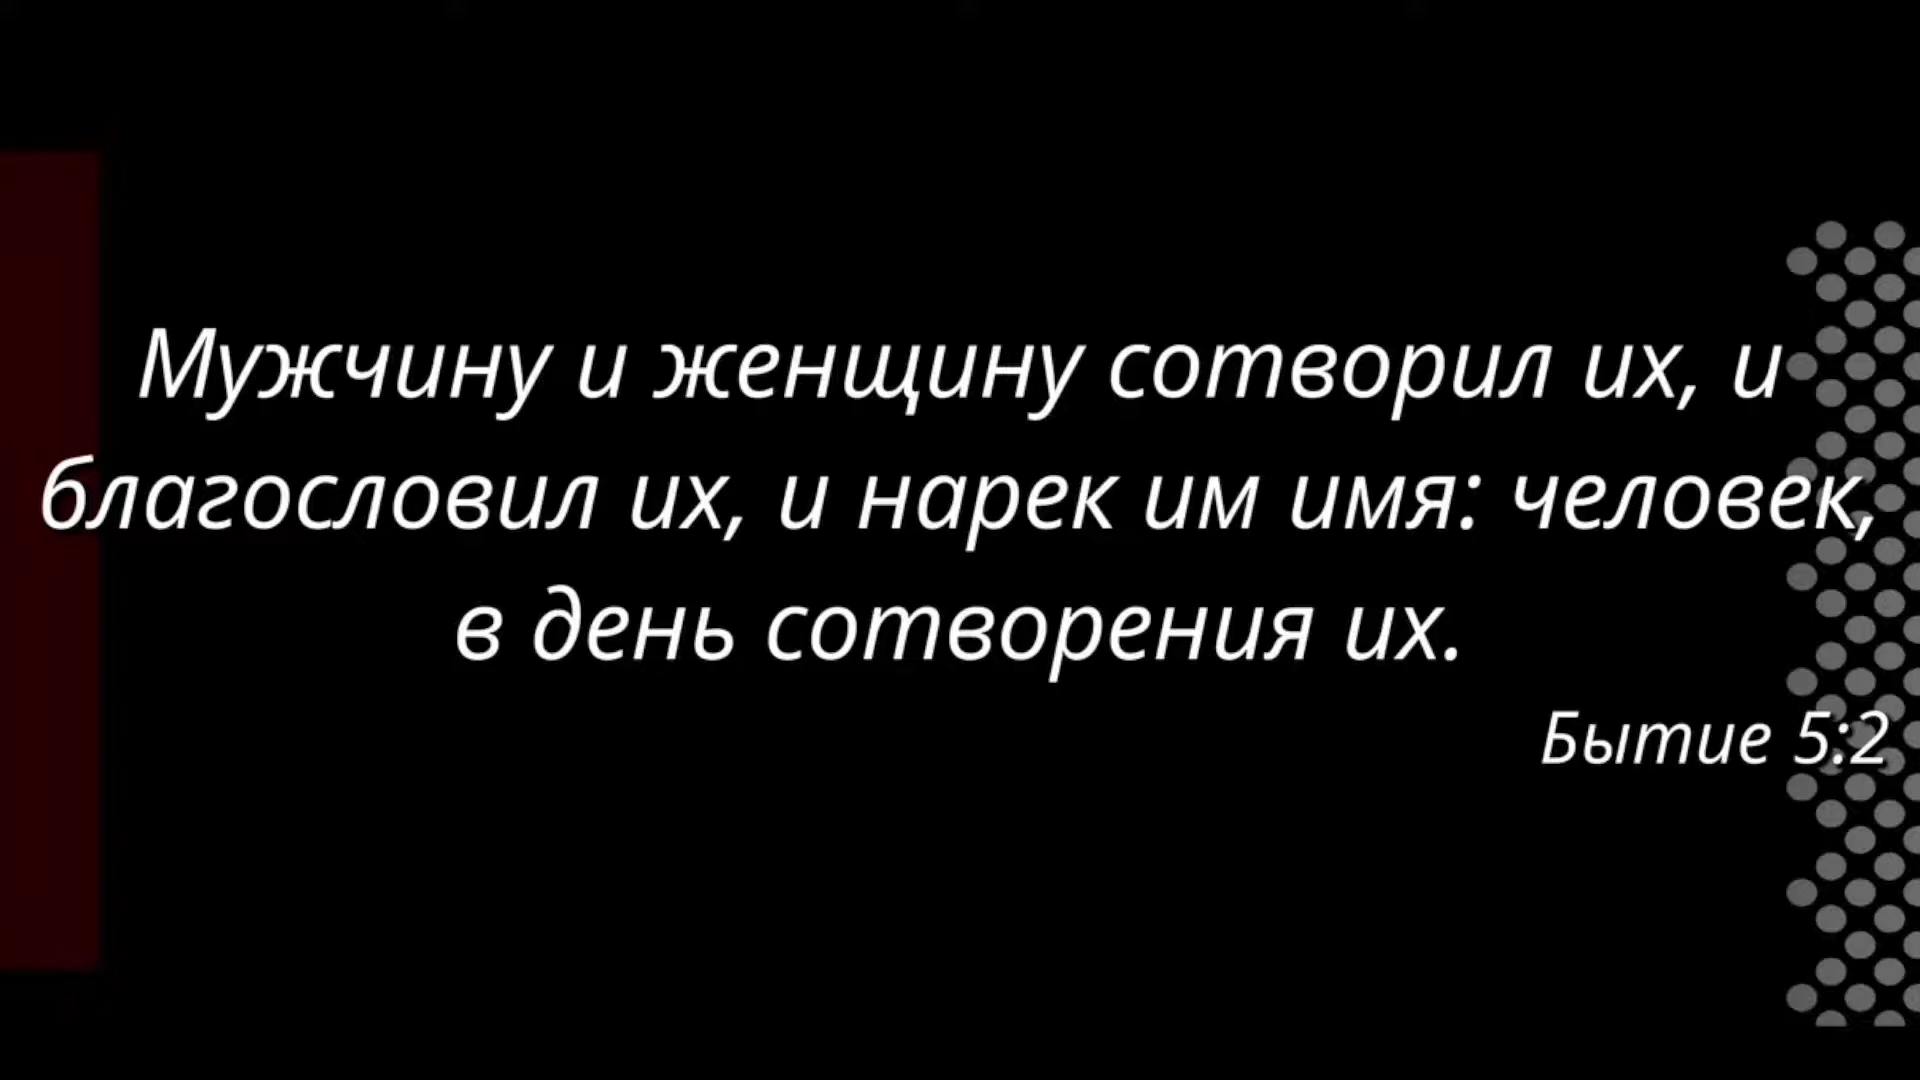 Мужчину и женщину сотворил их, и
благословил их, и нарек им имя: человек,
в день сотворения их.
Бытие 5:2